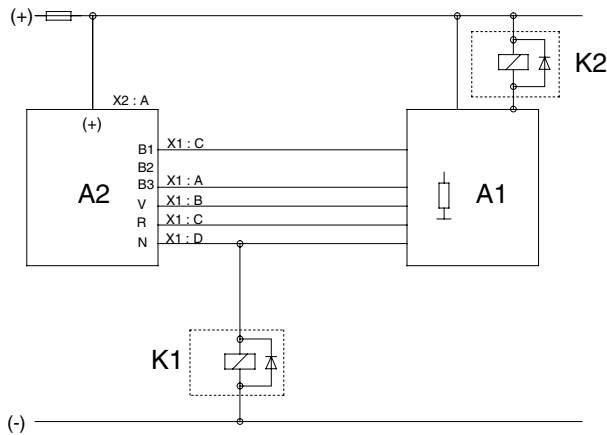 (+)
K2
X2 : A
(+)
B1 X1 : C
B2
B3 X1 : A
A2
A1
V X1 : B
R X1 : C
N X1 : D
K1
(-)